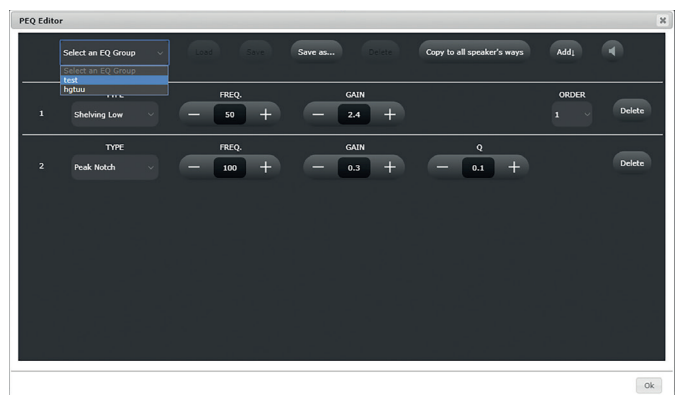 PEQ Editor
Select an EQ Group Load Save Save as... Delete Copy to all speaker's ways Add↓
Select an EQ Group
test
hgtuu
TYPE FREQ. GAIN ORDER
1 Shelving Low — 50 + — 2.4 + 1 Delete
TYPE FREQ. GAIN Q
2 Peak Notch — 100 + — 0.3 + — 0.1 + Delete
Ok